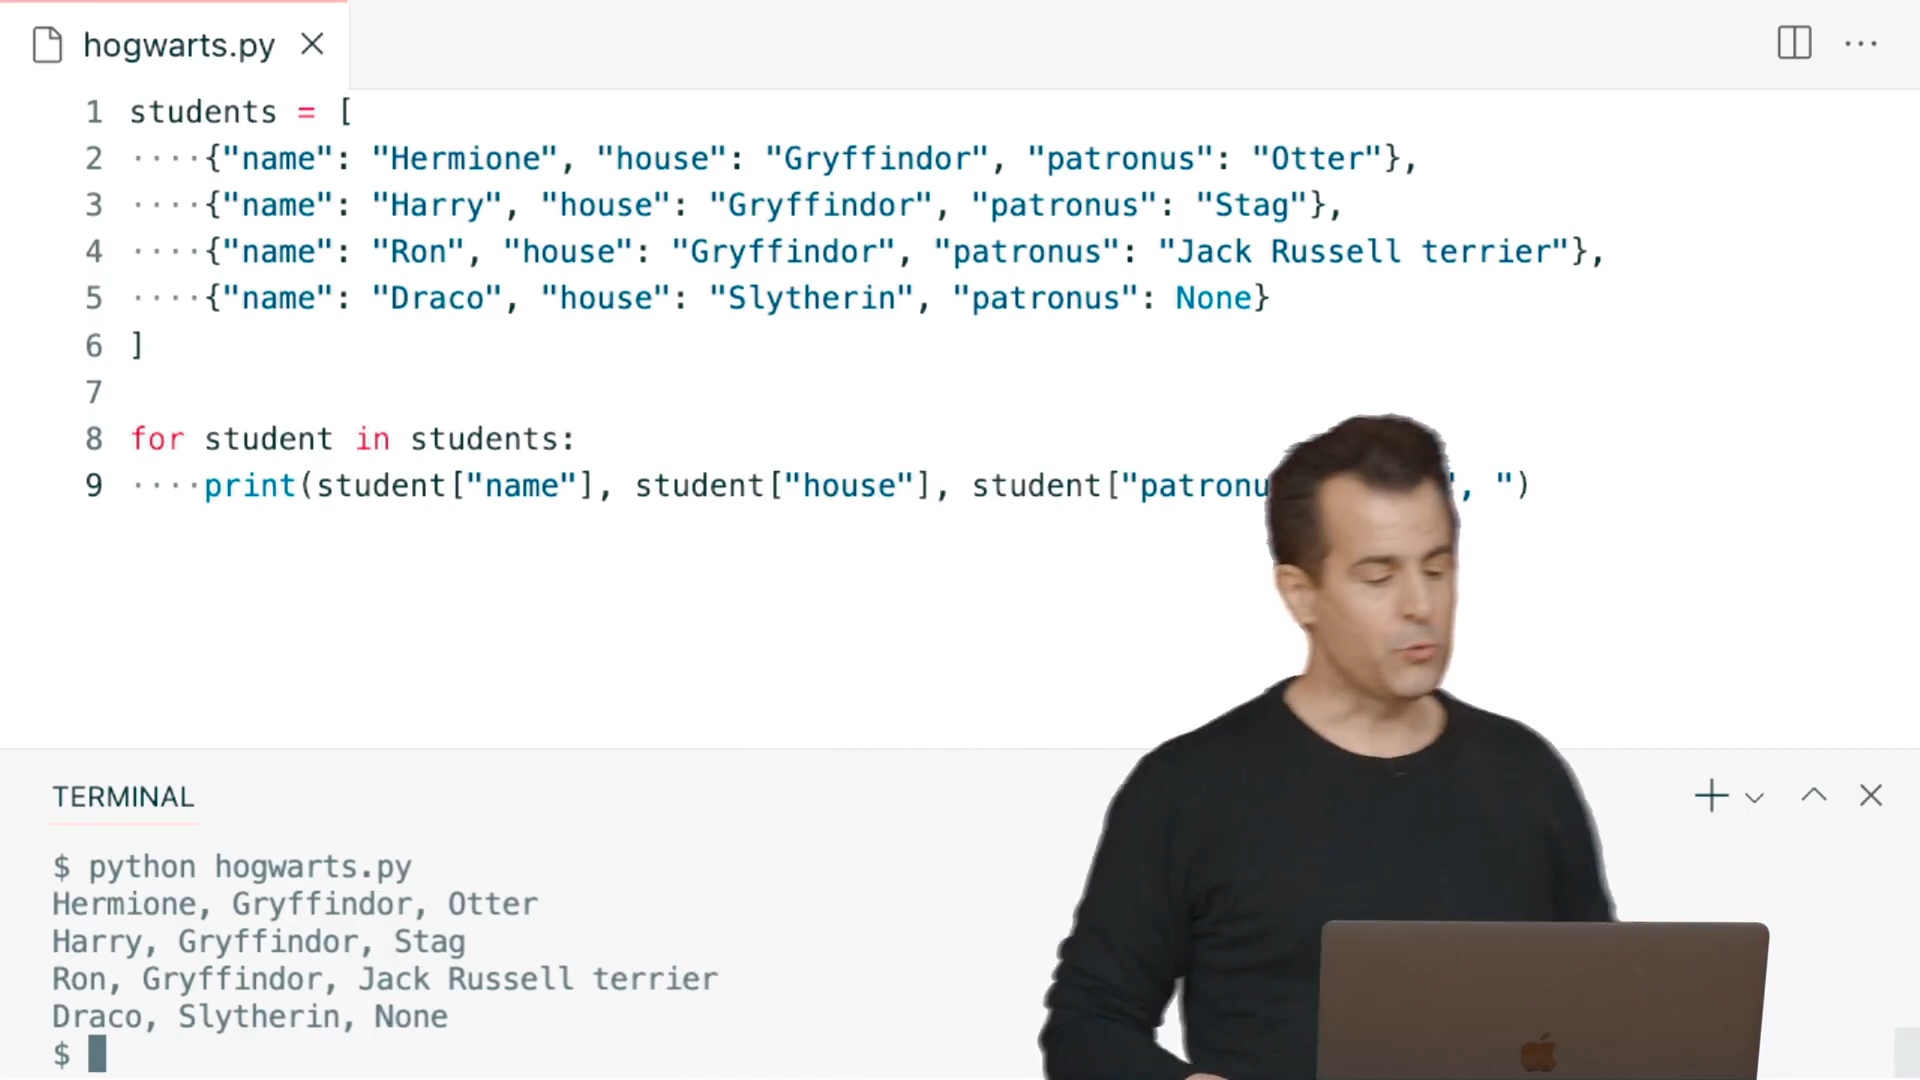 hogwarts.py
1 students = [
2 ····{"name": "Hermione", "house": "Gryffindor", "patronus": "Otter"},
3 ····{"name": "Harry", "house": "Gryffindor", "patronus": "Stag"},
4 ····{"name": "Ron", "house": "Gryffindor", "patronus": "Jack Russell terrier"},
5 ····{"name": "Draco", "house": "Slytherin", "patronus": None}
6 ]
7
8 for student in students:
9 ····print(student["name"], student["house"], student["patronu ", ")
TERMINAL
$ python hogwarts.py
Hermione, Gryffindor, Otter
Harry, Gryffindor, Stag
Ron, Gryffindor, Jack Russell terrier
Draco, Slytherin, None
$